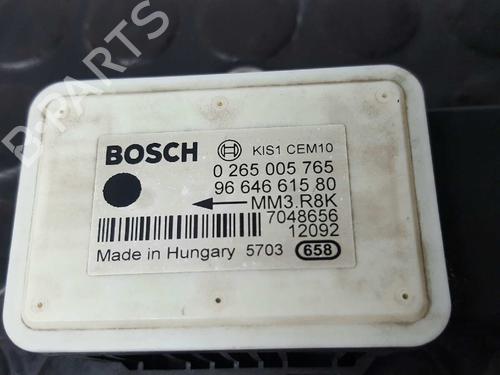 BOSCH KIS1 CEM10
0 265 005 765
96 646 615 80
MM3.R8K
7048656
12092
Made in Hungary 5703 658
B-PARTS